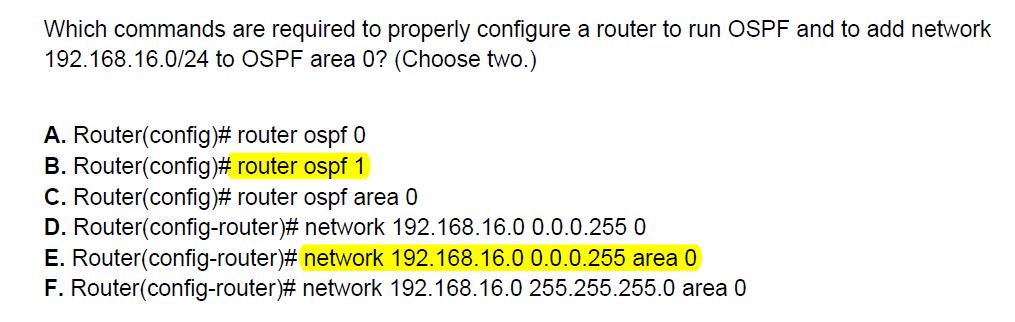 Which commands are required to properly configure a router to run OSPF and to add network
192.168.16.0/24 to OSPF area 0? (Choose two.)
A. Router(config)# router ospf 0
B. Router(config)# router ospf 1
C. Router(config)# router ospf area 0
D. Router(config-router)# network 192.168.16.0 0.0.0.255 0
E. Router(config-router)# network 192.168.16.0 0.0.0.255 area 0
F. Router(config-router)# network 192.168.16.0 255.255.255.0 area 0